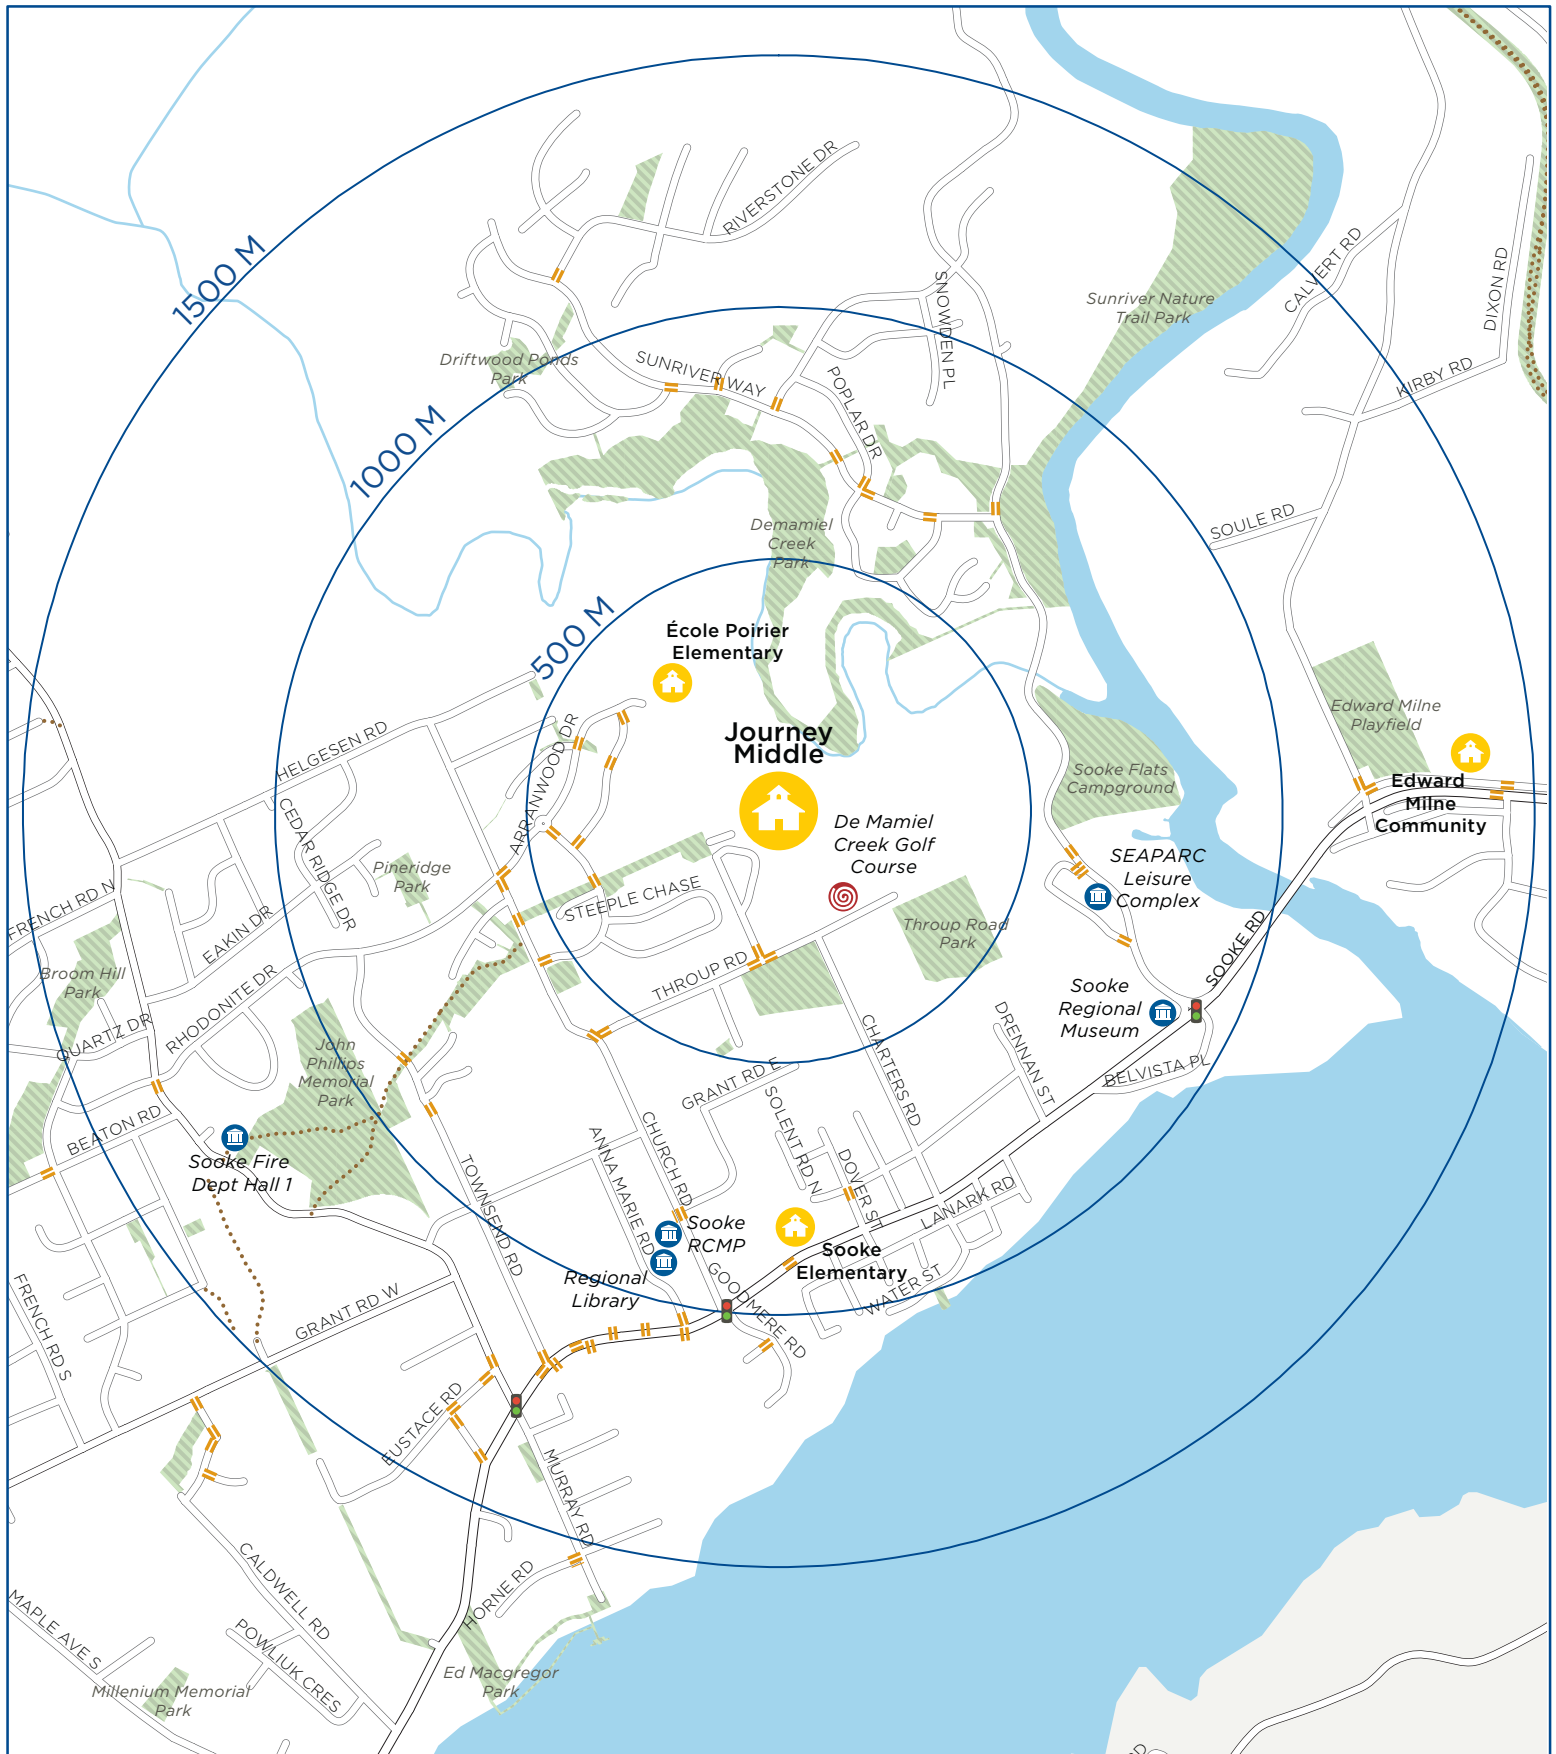 RIVERSTONE DR
1500 M
SNOWDEN PL
Sunriver Nature
Trail Park
CALVERT RD
DIXON RD
Driftwood Ponds
Park
SUNRIVER WAY
POPLAR DR
KIRBY RD
1000 M
SOULE RD
Demamiel
Creek
Park
500 M
École Poirier
Elementary
Journey
Middle
Edward Milne
Playfield
HELGESEN RD
ARRANWOOD DR
Sooke Flats
Campground
Edward
Milne
Community
CEDAR RIDGE DR
De Mamiel
Creek Golf
Course
SEAPARC
Leisure
Complex
Pineridge
Park
FRENCH RD N
EAKIN DR
STEEPLE CHASE
Throup Road
Park
SOOKE RD
Broom Hill
Park
RHODONITE DR
THROUP RD
Sooke
Regional
Museum
QUARTZ DR
John
Phillips
Memorial
Park
CHARTERS RD
DRENNAN ST
BELVISTA PL
GRANT RD E
SOLENT RD N
BEATON RD
CHURCH RD
ANNA MARIE RD
DOVER ST
Sooke Fire
Dept Hall 1
TOWNSEND RD
LANARK RD
Sooke
RCMP
Sooke
Elementary
Regional
Library
GOODMERE RD
WATER ST
FRENCH RD S
GRANT RD W
EUSTACE RD
MURRAY RD
CALDWELL RD
HORNE RD
MAPLE AVE S
POWLIUK CRES
Ed Macgregor
Park
Millenium Memorial
Park